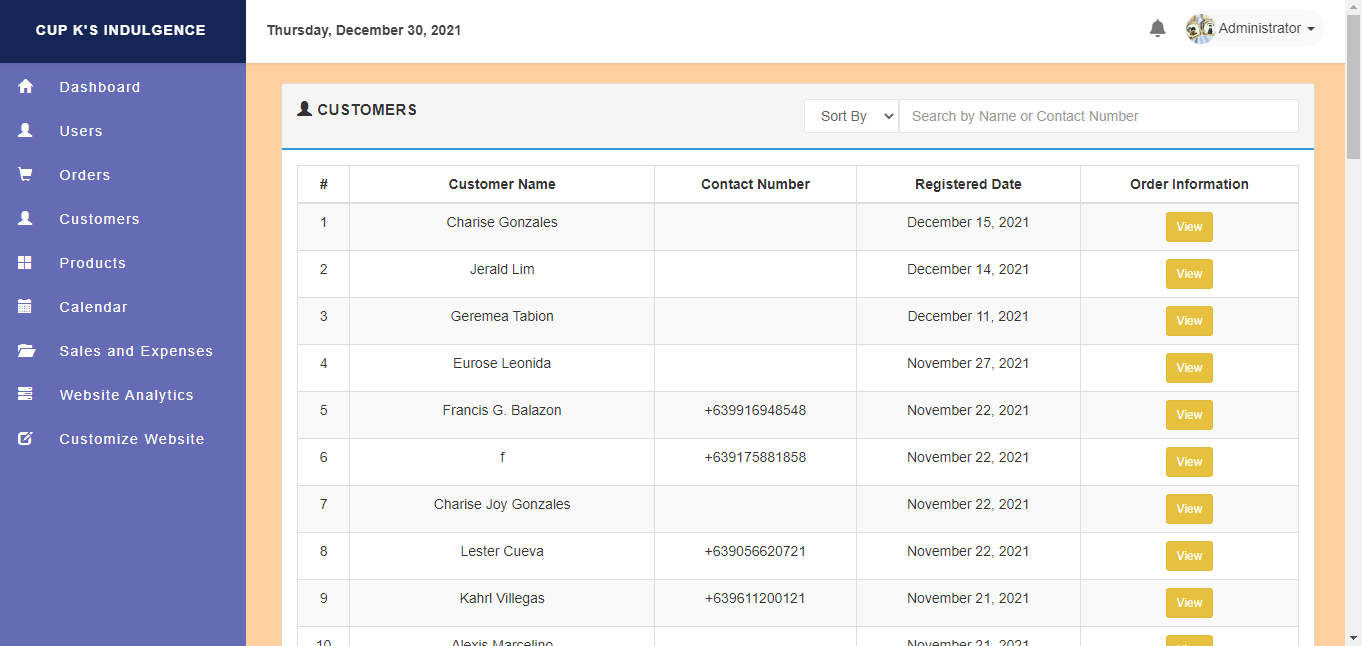 CUP K'S INDULGENCE
Thursday, December 30, 2021
Administrator
Dashboard
Users
Orders
Customers
Products
Calendar
Sales and Expenses
Website Analytics
Customize Website
CUSTOMERS
Sort By
Search by Name or Contact Number
# Customer Name Contact Number Registered Date Order Information
1 Charise Gonzales December 15, 2021 View
2 Jerald Lim December 14, 2021 View
3 Geremea Tabion December 11, 2021 View
4 Eurose Leonida November 27, 2021 View
5 Francis G. Balazon +639916948548 November 22, 2021 View
6 f +639175881858 November 22, 2021 View
7 Charise Joy Gonzales November 22, 2021 View
8 Lester Cueva +639056620721 November 22, 2021 View
9 Kahrl Villegas +639611200121 November 21, 2021 View
10 Alexis Marcelino November 21, 2021